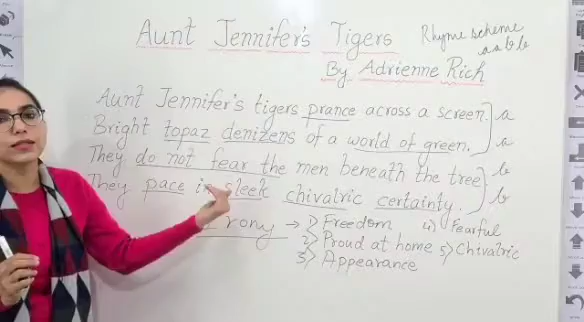 Aunt Jennifer's Tigers
Rhyme scheme
a a b b
By Adrienne Rich
Aunt Jennifer's tigers prance across a screen. a
Bright topaz denizens of a world of green. a
They do not fear the men beneath the tree b
They pace in sleek chivalric certainty. b
Irony → 1) Freedom 4) Fearful
2) Proud at home 5) Chivalric
3) Appearance